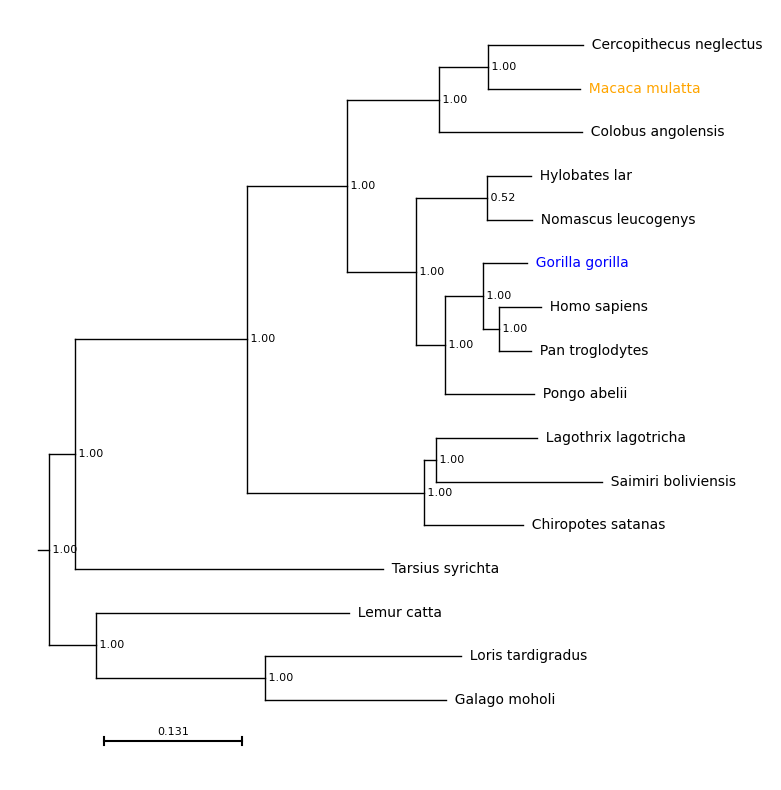 Cercopithecus neglectus
1.00
Macaca mulatta
1.00
Colobus angolensis
Hylobates lar
1.00
0.52
Nomascus leucogenys
Gorilla gorilla
1.00
1.00
Homo sapiens
1.00
1.00
1.00
Pan troglodytes
Pongo abelii
Lagothrix lagotricha
1.00
1.00
Saimiri boliviensis
1.00
Chiropotes satanas
1.00
Tarsius syrichta
Lemur catta
1.00
Loris tardigradus
1.00
Galago moholi
0.131